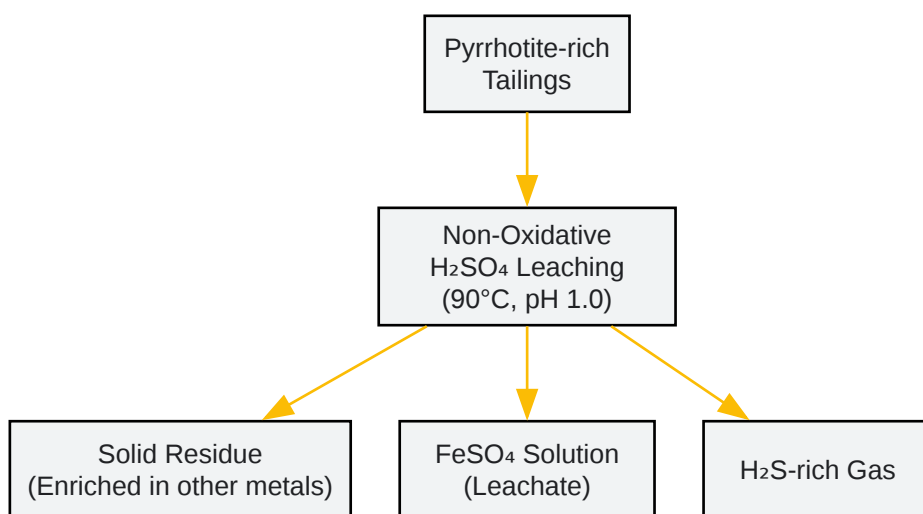 Pyrrhotite-rich
Tailings
Non-Oxidative
H₂SO₄ Leaching
(90°C, pH 1.0)
Solid Residue
(Enriched in other metals)
FeSO₄ Solution
(Leachate)
H₂S-rich Gas